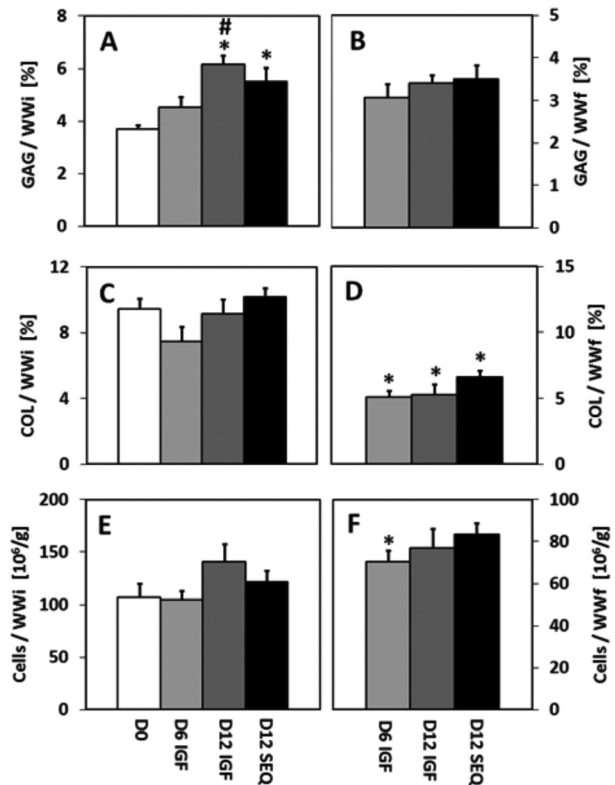 A
B
GAG / WWi [%]
8
6
4
2
0
#
*
*
5
4
3
2
1
0
GAG / WWf [%]
C
D
COL / WWi [%]
12
8
4
0
*
*
*
15
10
5
0
COL / WWf [%]
E
F
Cells / WWi [10⁶/g]
200
150
100
50
0
*
100
80
60
40
20
0
Cells / WWf [10⁶/g]
D0
D6 IGF
D12 IGF
D12 SEQ
D6 IGF
D12 IGF
D12 SEQ